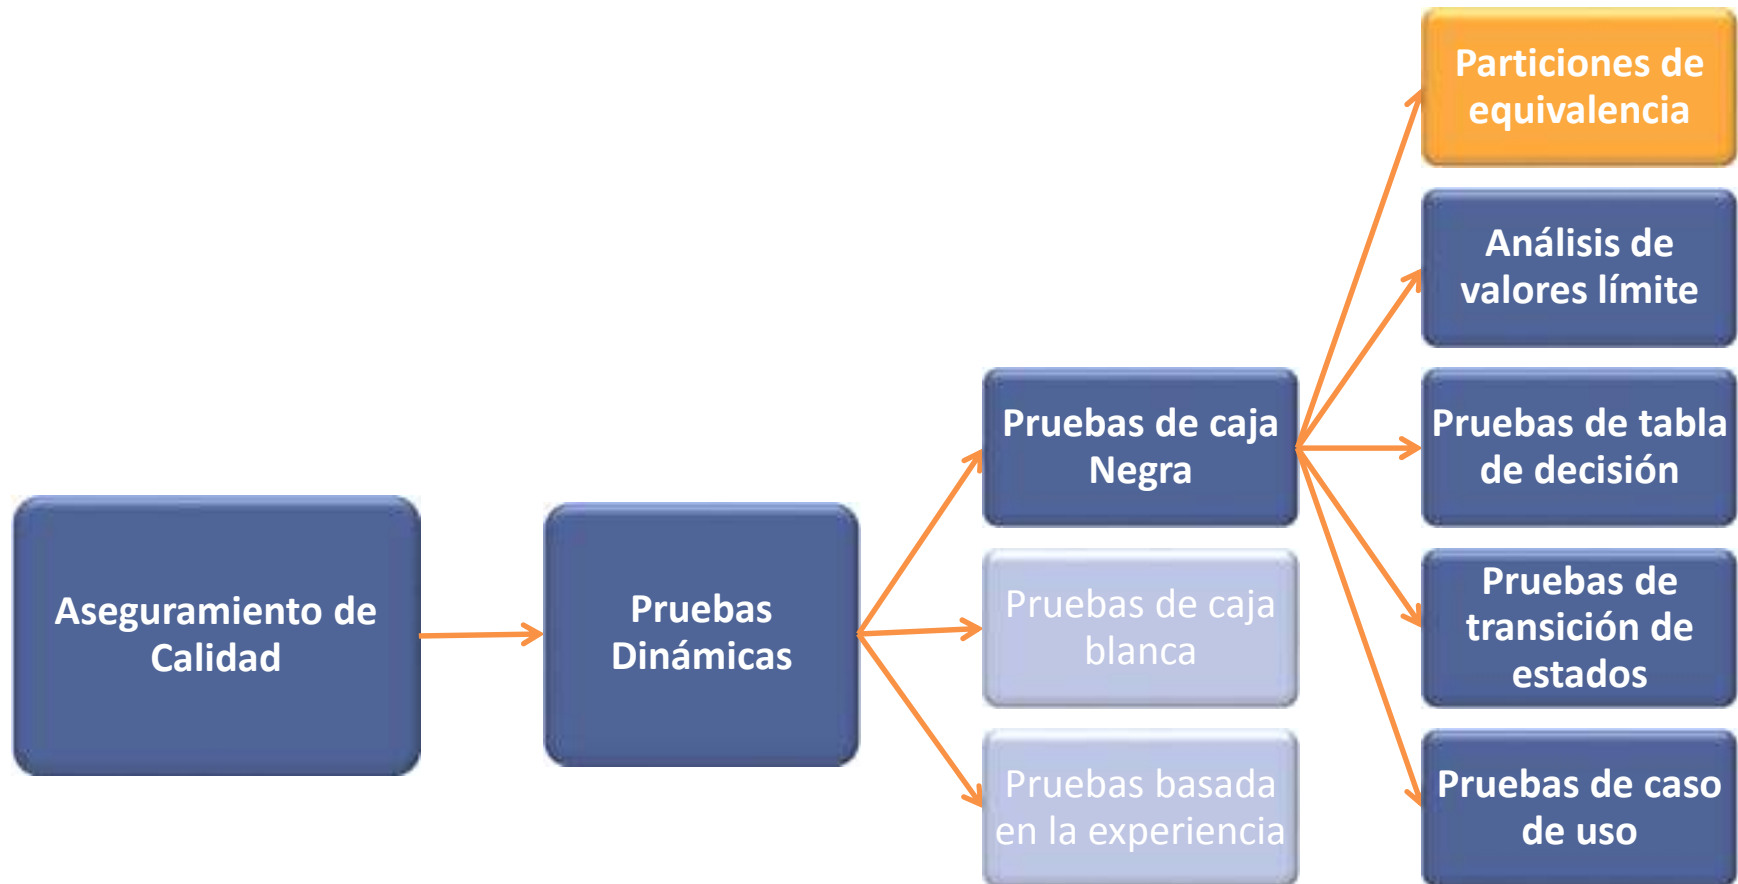 Aseguramiento de
Calidad
Pruebas
Dinámicas
Pruebas de caja
Negra
Pruebas de caja
blanca
Pruebas basada
en la experiencia
Particiones de
equivalencia
Análisis de
valores límite
Pruebas de tabla
de decisión
Pruebas de
transición de
estados
Pruebas de caso
de uso